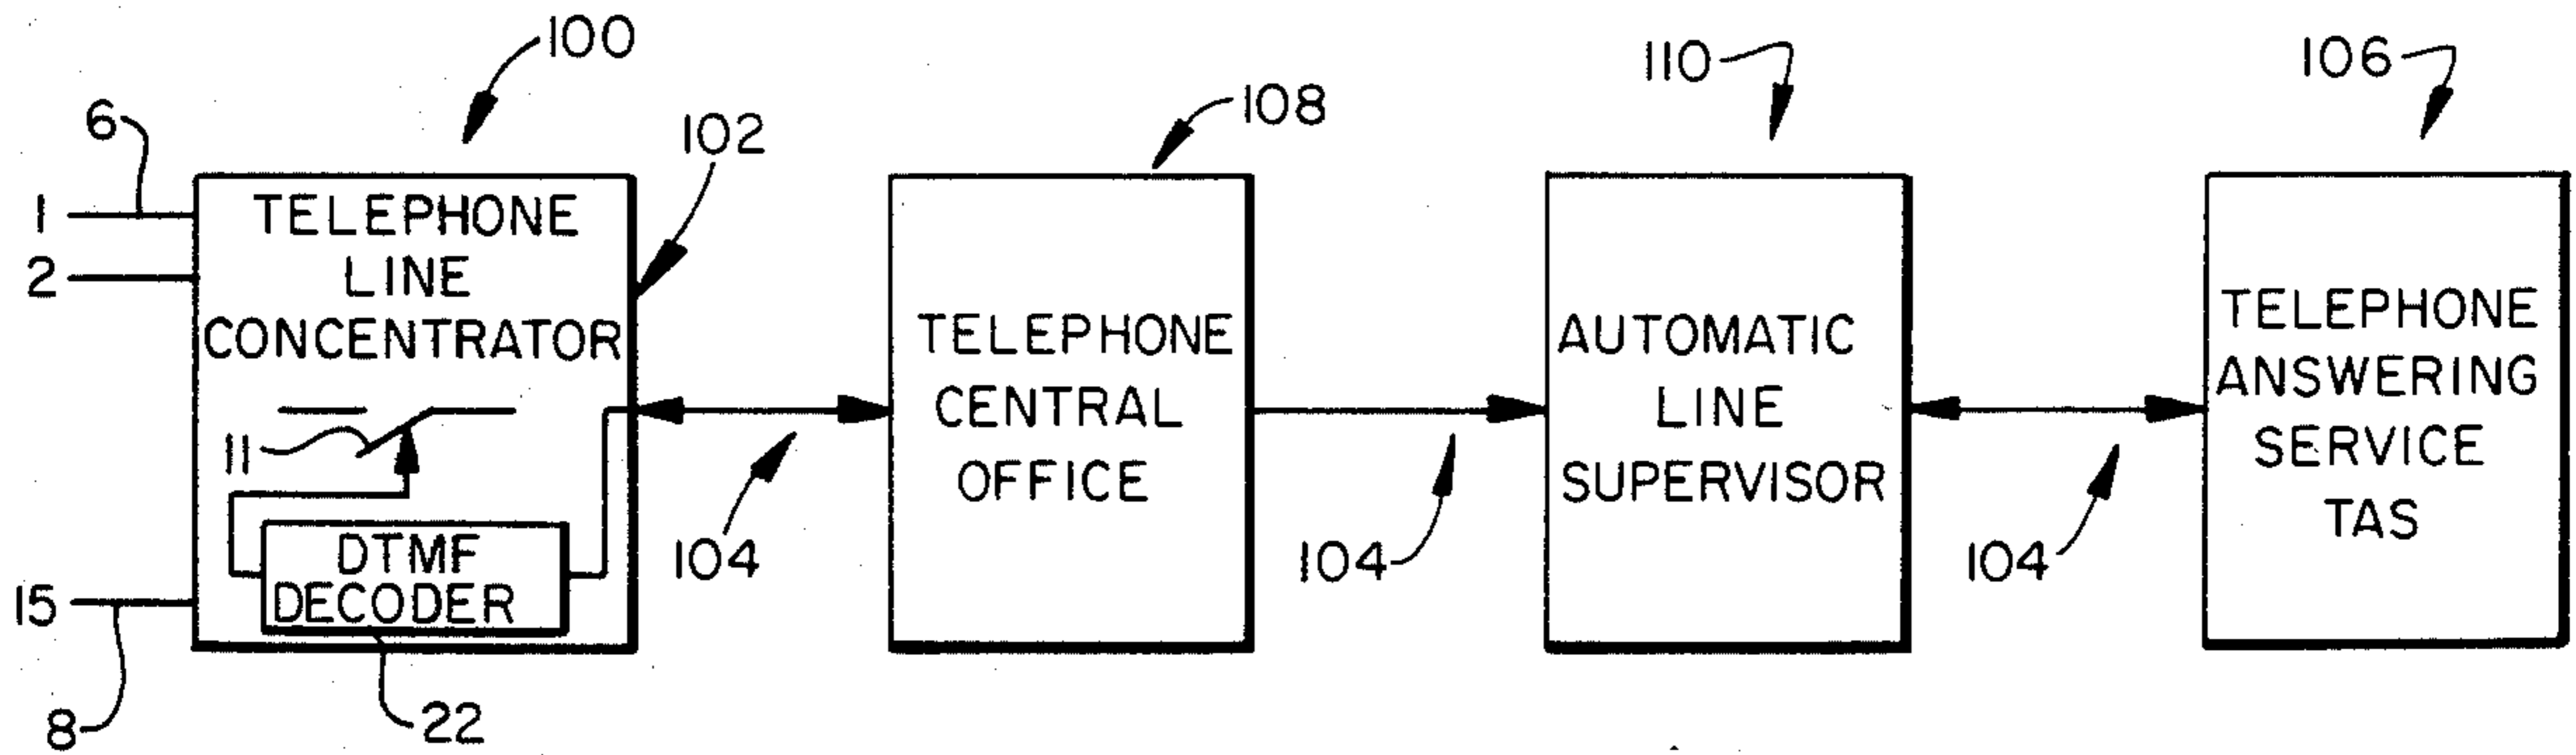 100
110
106
6
108
102
1
2
TELEPHONE
LINE
CONCENTRATOR
11
DTMF
DECODER
15
8
22
104
TELEPHONE
CENTRAL
OFFICE
104
AUTOMATIC
LINE
SUPERVISOR
104
TELEPHONE
ANSWERING
SERVICE
TAS